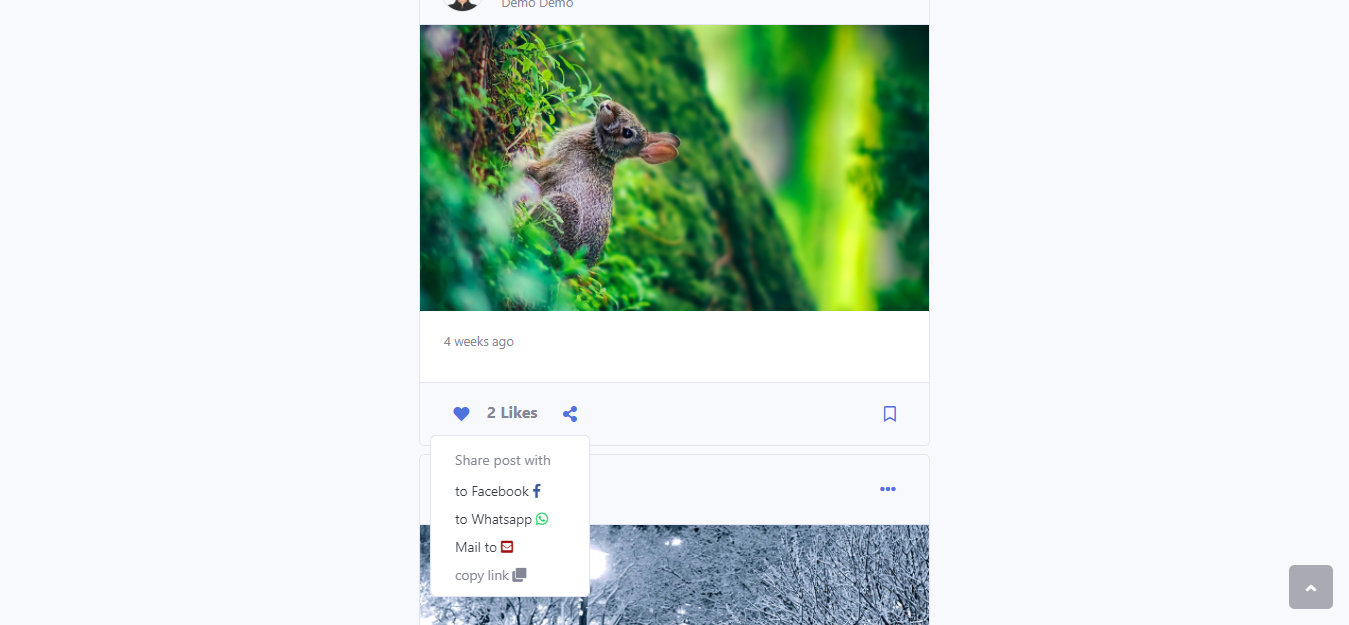 Demo Demo
4 weeks ago
2 Likes
Share post with
to Facebook
to Whatsapp
Mail to
copy link